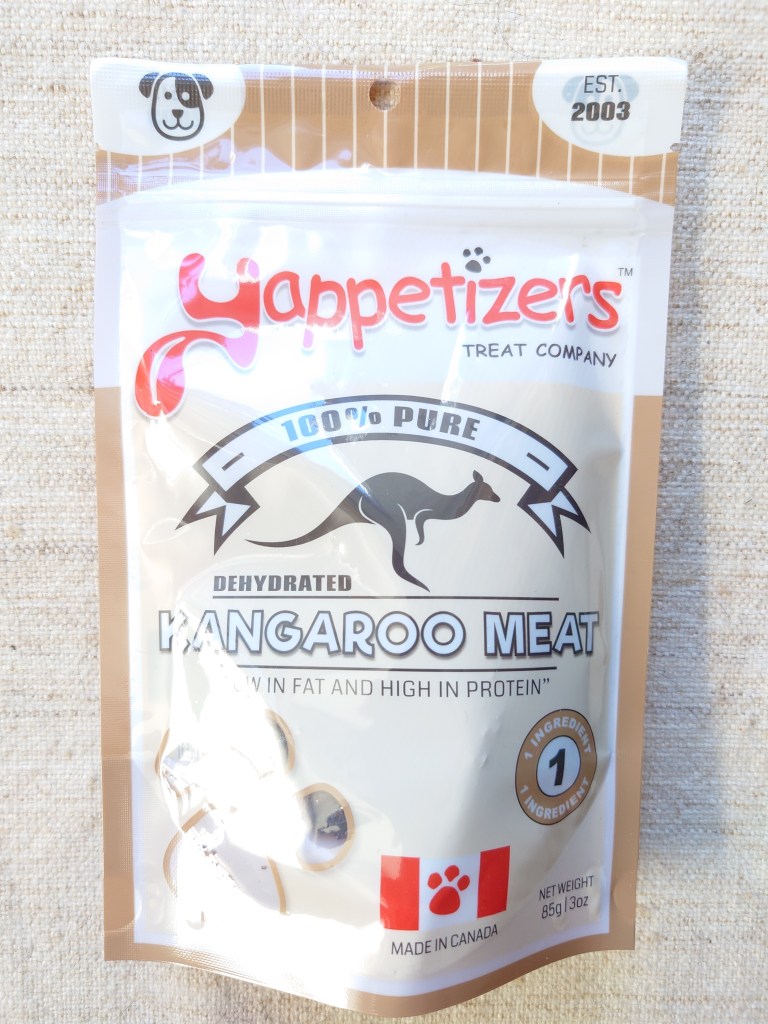 EST.
2003
yappetizers™
TREAT COMPANY
100% PURE
DEHYDRATED
KANGAROO MEAT
IN FAT AND HIGH IN PROTEIN”
1 INGREDIENT
1
1 INGREDIENT
MADE IN CANADA
NET WEIGHT
85g | 3oz